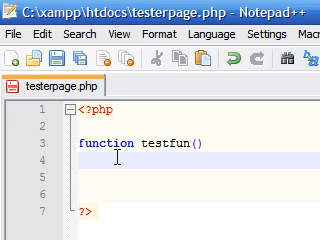 C:\xampp\htdocs\testerpage.php - Notepad++
File Edit Search View Format Language Settings Mac
testerpage.php
1 <?php
2
3 function testfun()
4
5
6
7 ?>